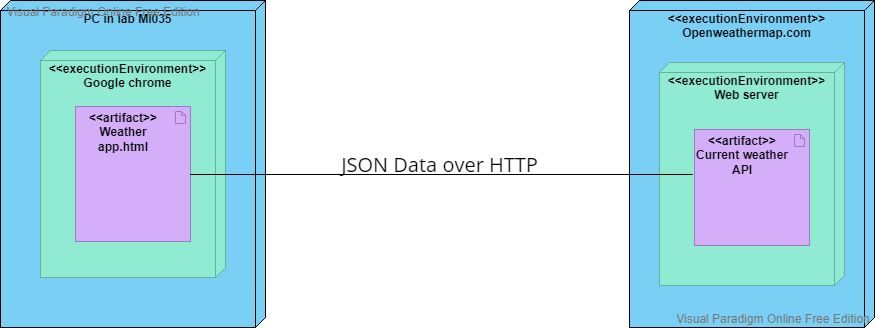 Visual Paradigm Online Free Edition
PC in lab MI035
<<executionEnvironment>>
Google chrome
<<artifact>>
Weather
app.html
JSON Data over HTTP
<<executionEnvironment>>
Openweathermap.com
<<executionEnvironment>>
Web server
<<artifact>>
Current weather
API
Visual Paradigm Online Free Edition